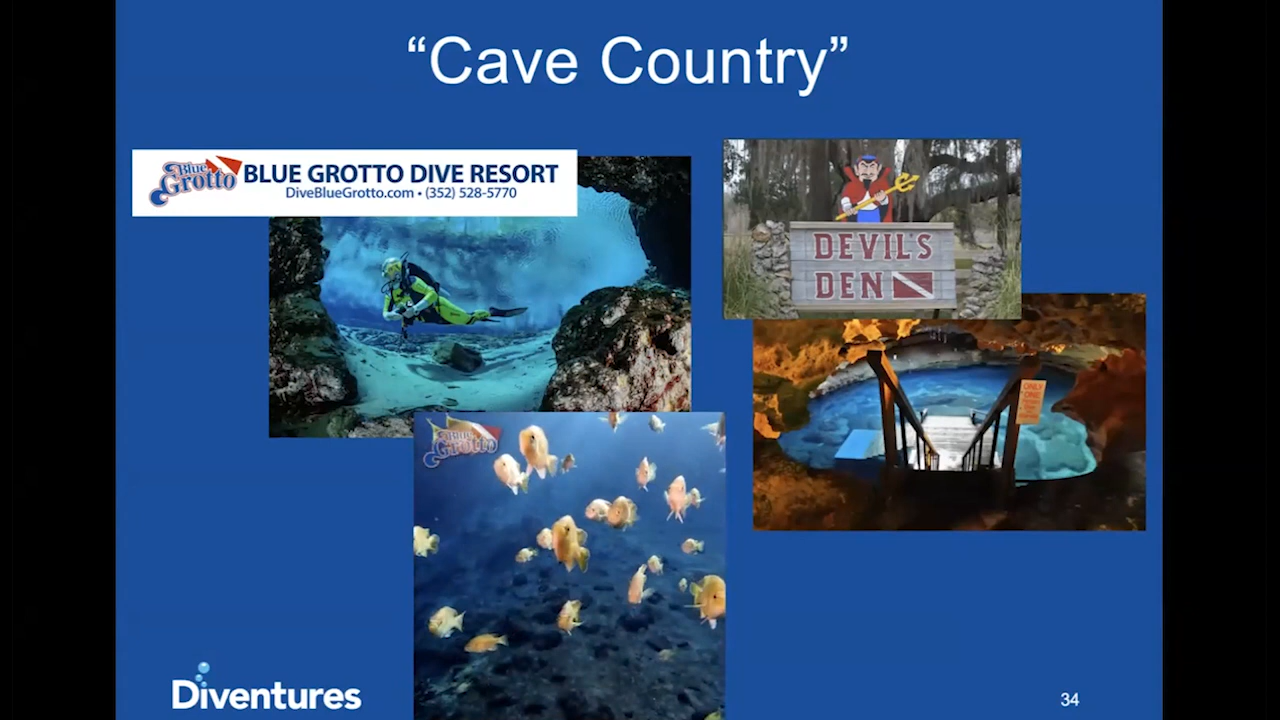 “Cave Country”
Blue
Grotto
BLUE GROTTO DIVE RESORT
DiveBlueGrotto.com • (352) 528-5770
DEVIL'S
DEN
ONLY
ONE
Blue
Grotto
Diventures
34